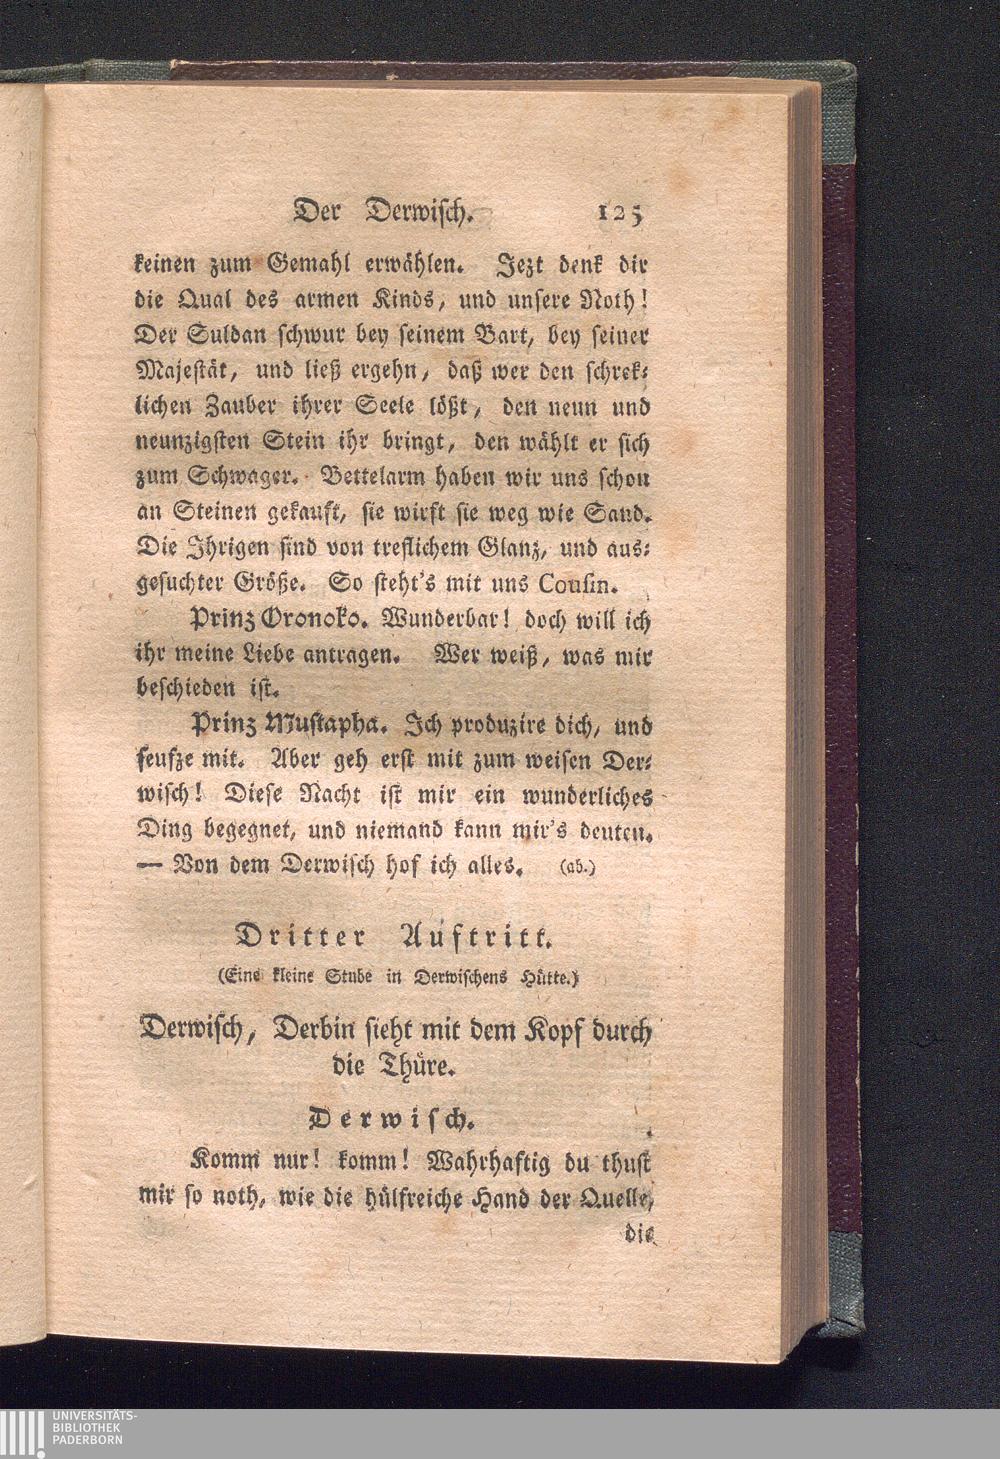 Der Derwisch. 125
keinen zum Gemahl erwählen. Jezt denk dir
die Qual des armen Kinds, und unsere Noth!
Der Suldan schwur bey seinem Bart, bey seiner
Majestät, und ließ ergehn, daß wer den schrek-
lichen Zauber ihrer Seele lößt, den neun und
neunzigsten Stein ihr bringt, den wählt er sich
zum Schwager. Bettelarm haben wir uns schon
an Steinen gekauft, sie wirft sie weg wie Sand.
Die Ihrigen sind von treflichem Glanz, und aus-
gesuchter Größe. So steht's mit uns Cousin.
Prinz Oronoko. Wunderbar! doch will ich
ihr meine Liebe antragen. Wer weiß, was mir
beschieden ist.
Prinz Mustapha. Ich produzire dich, und
seufze mit. Aber geh erst mit zum weisen Der-
wisch! Diese Nacht ist mir ein wunderliches
Ding begegnet, und niemand kann mir's deuten.
— Von dem Derwisch hof ich alles. (ab.)
Dritter Auftritt.
(Eine kleine Stube in Derwischens Hütte.)
Derwisch, Derbin sieht mit dem Kopf durch
die Thüre.
Derwisch.
Komm nur! komm! Wahrhaftig du thust
mir so noth, wie die hülfreiche Hand der Quelle,
die
UNIVERSITÄTS-
BIBLIOTHEK
PADERBORN